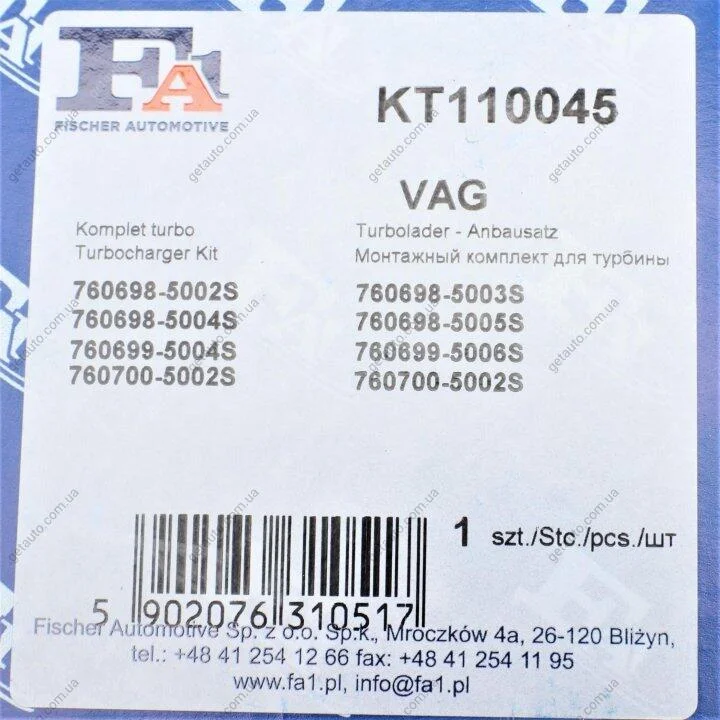 FA1
FISCHER AUTOMOTIVE
KT110045
VAG
Komplet turbo
Turbocharger Kit
Turbolader - Anbausatz
Монтажный комплект для турбины
760698-5002S 760698-5003S
760698-5004S 760698-5005S
760699-5004S 760699-5006S
760700-5002S 760700-5002S
1 szt./Stc./pcs./шт
5 902076 310517
Fischer Automotive Sp. z o.o. Sp.k., Mroczków 4a, 26-120 Bliżyn,
tel.: +48 41 254 12 66 fax: +48 41 254 11 95
www.fa1.pl, info@fa1.pl
getauto.com.ua